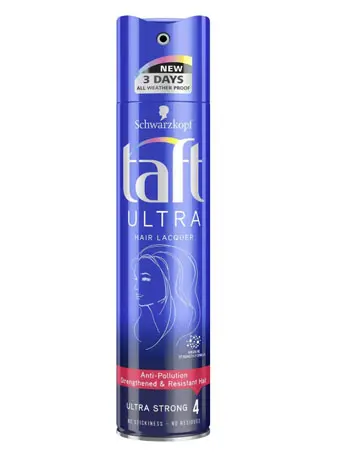 NEW
3 DAYS
ALL WEATHER PROOF
Schwarzkopf
taft
ULTRA
HAIR LACQUER
Anti-Pollution
Strengthened & Resistant Hair
ULTRA STRONG 4
NO STICKINESS - NO RESIDUES